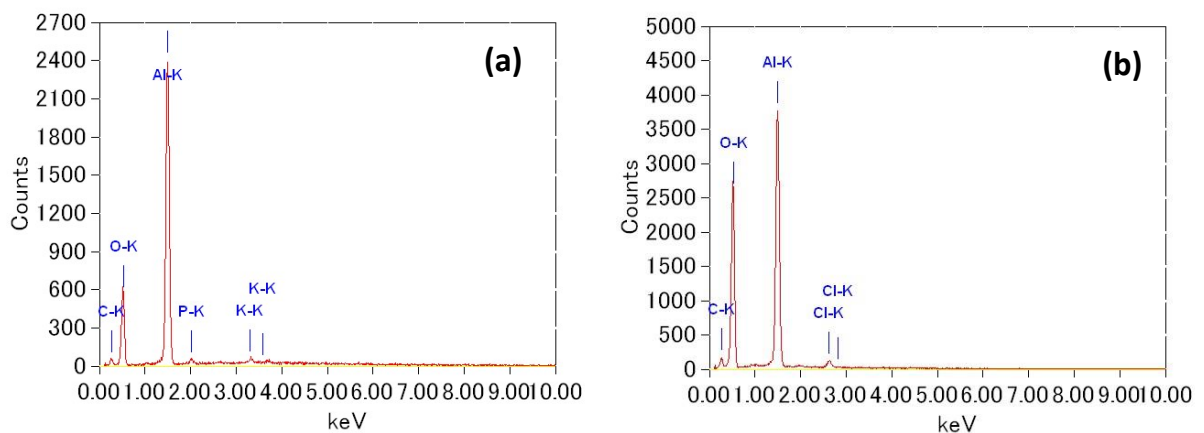 2700
2400
2100
1800
1500
1200
900
600
300
0
Counts
(a)
Al-K
O-K
C-K
P-K
K-K
K-K
0.00 1.00 2.00 3.00 4.00 5.00 6.00 7.00 8.00 9.00 10.00
keV
5000
4500
4000
3500
3000
2500
2000
1500
1000
500
0
Counts
(b)
Al-K
O-K
C-K
Cl-K
Cl-K
0.00 1.00 2.00 3.00 4.00 5.00 6.00 7.00 8.00 9.00 10.00
keV